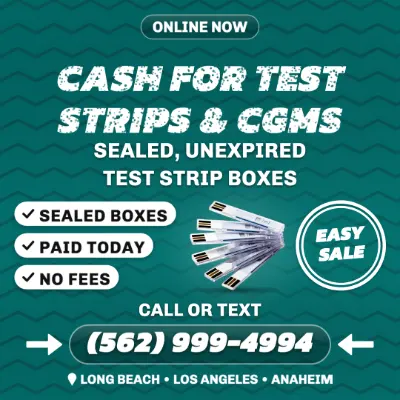 ONLINE NOW
CASH FOR TEST
STRIPS & CGMS
SEALED, UNEXPIRED
TEST STRIP BOXES
✓ SEALED BOXES
✓ PAID TODAY
✓ NO FEES
EASY
SALE
CALL OR TEXT
(562) 999-4994
LONG BEACH • LOS ANGELES • ANAHEIM